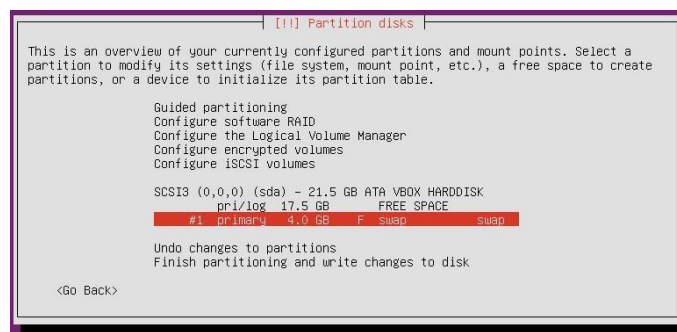 [!!] Partition disks
This is an overview of your currently configured partitions and mount points. Select a
partition to modify its settings (file system, mount point, etc.), a free space to create
partitions, or a device to initialize its partition table.
Guided partitioning
Configure software RAID
Configure the Logical Volume Manager
Configure encrypted volumes
Configure iSCSI volumes
SCSI3 (0,0,0) (sda) - 21.5 GB ATA VBOX HARDDISK
pri/log 17.5 GB FREE SPACE
#1 primary 4.0 GB F swap swap
Undo changes to partitions
Finish partitioning and write changes to disk
<Go Back>